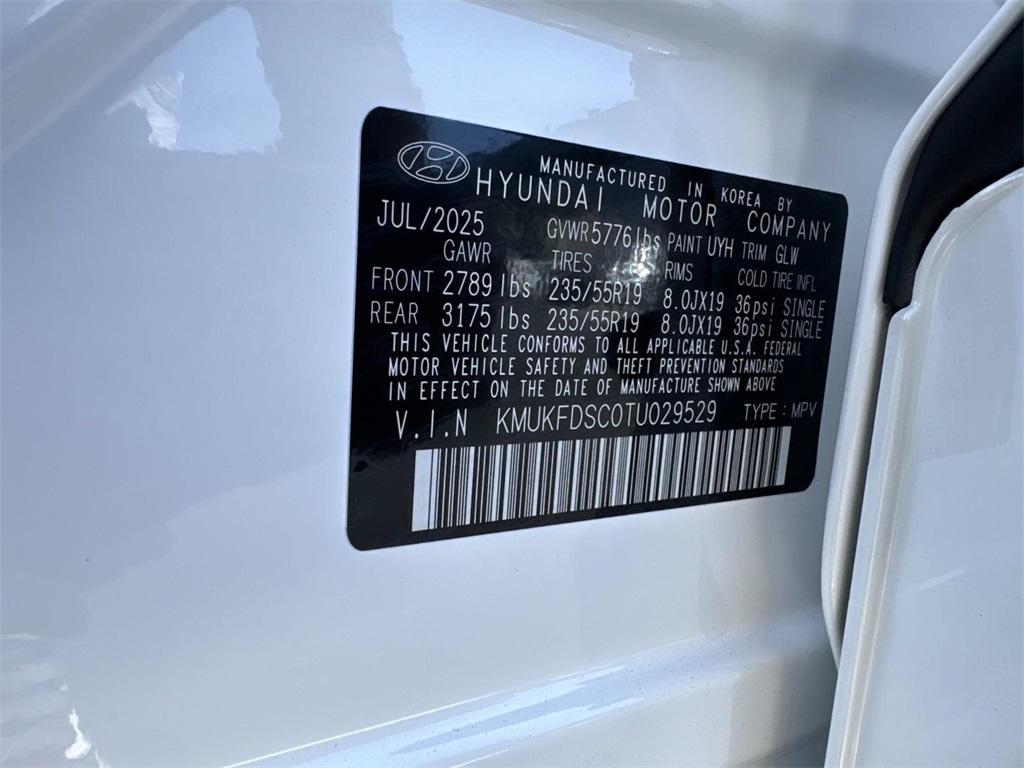 MANUFACTURED IN KOREA BY
HYUNDAI MOTOR COMPANY
JUL/2025 GVWR 5776 lbs PAINT UYH TRIM GLW
GAWR TIRES RIMS COLD TIRE INFL
FRONT 2789 lbs 235/55R19 8.0JX19 36psi SINGLE
REAR 3175 lbs 235/55R19 8.0JX19 36psi SINGLE
THIS VEHICLE CONFORMS TO ALL APPLICABLE U.S.A. FEDERAL
MOTOR VEHICLE SAFETY AND THEFT PREVENTION STANDARDS
IN EFFECT ON THE DATE OF MANUFACTURE SHOWN ABOVE
V.I.N KMUKFDSC0TU029529 TYPE : MPV